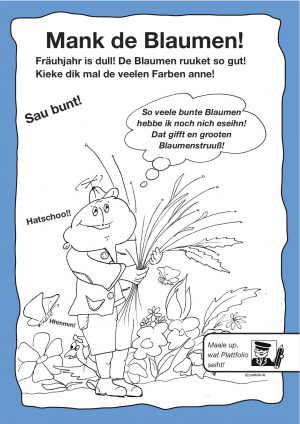 Mank de Blaumen!
Fräuhjahr is dull! De Blaumen ruuket so gut!
Kieke dik mal de veelen Farben anne!
Sau bunt!
So veele bunte Blaumen
hebbe ik noch nich eseihn!
Dat gifft en grooten
Blaumenstruuß!
Hatschoo!!
Hhmmm!
Maale up,
wat Plattfolio
seiht!